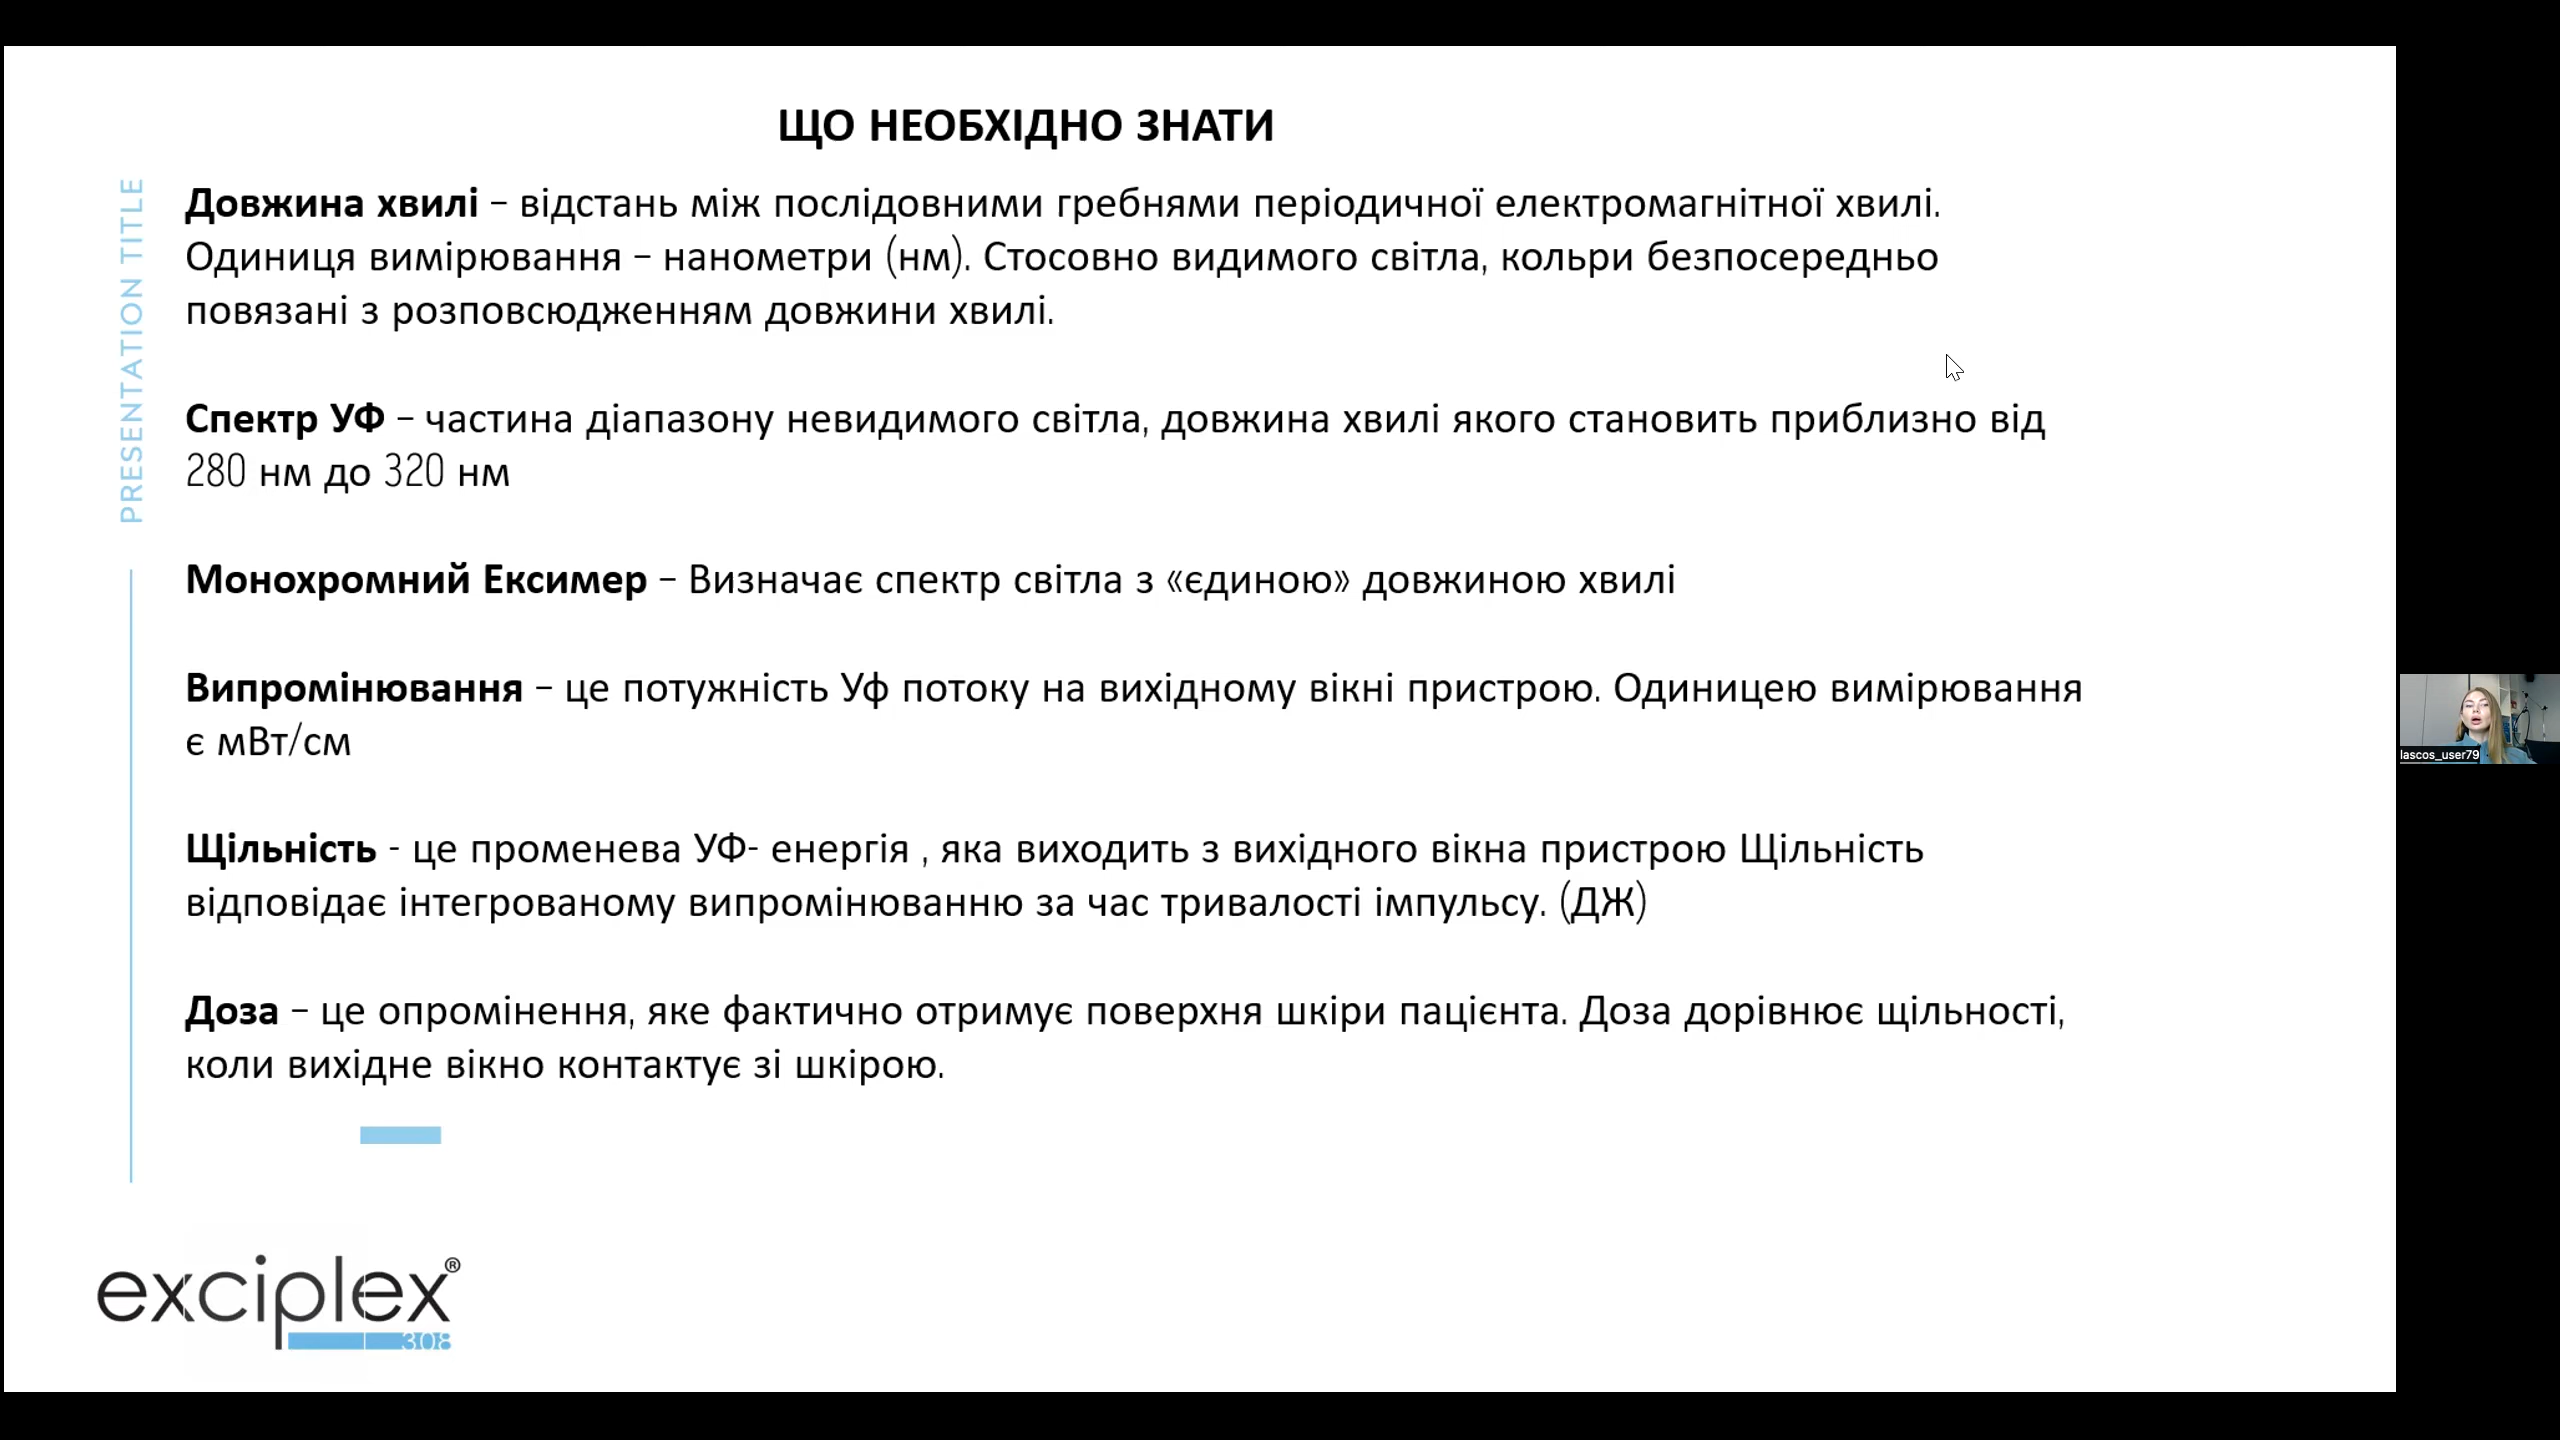 ЩО НЕОБХІДНО ЗНАТИ
PRESENTATION TITLE
Довжина хвилі – відстань між послідовними гребнями періодичної електромагнітної хвилі.
Одиниця вимірювання – нанометри (нм). Стосовно видимого світла, кольри безпосередньо
повязані з розповсюдженням довжини хвилі.
Спектр УФ – частина діапазону невидимого світла, довжина хвилі якого становить приблизно від
280 нм до 320 нм
Монохромний Ексимер – Визначає спектр світла з «єдиною» довжиною хвилі
Випромінювання – це потужність Уф потоку на вихідному вікні пристрою. Одиницею вимірювання
є мВт/см
Щільність - це променева УФ- енергія , яка виходить з вихідного вікна пристрою Щільність
відповідає інтегрованому випромінюванню за час тривалості імпульсу. (ДЖ)
Доза – це опромінення, яке фактично отримує поверхня шкіри пацієнта. Доза дорівнює щільності,
коли вихідне вікно контактує зі шкірою.
exciplex®
308
lascos_user79